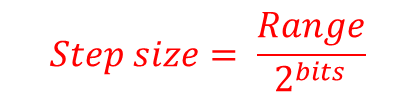 Step size = Range / 2^bits